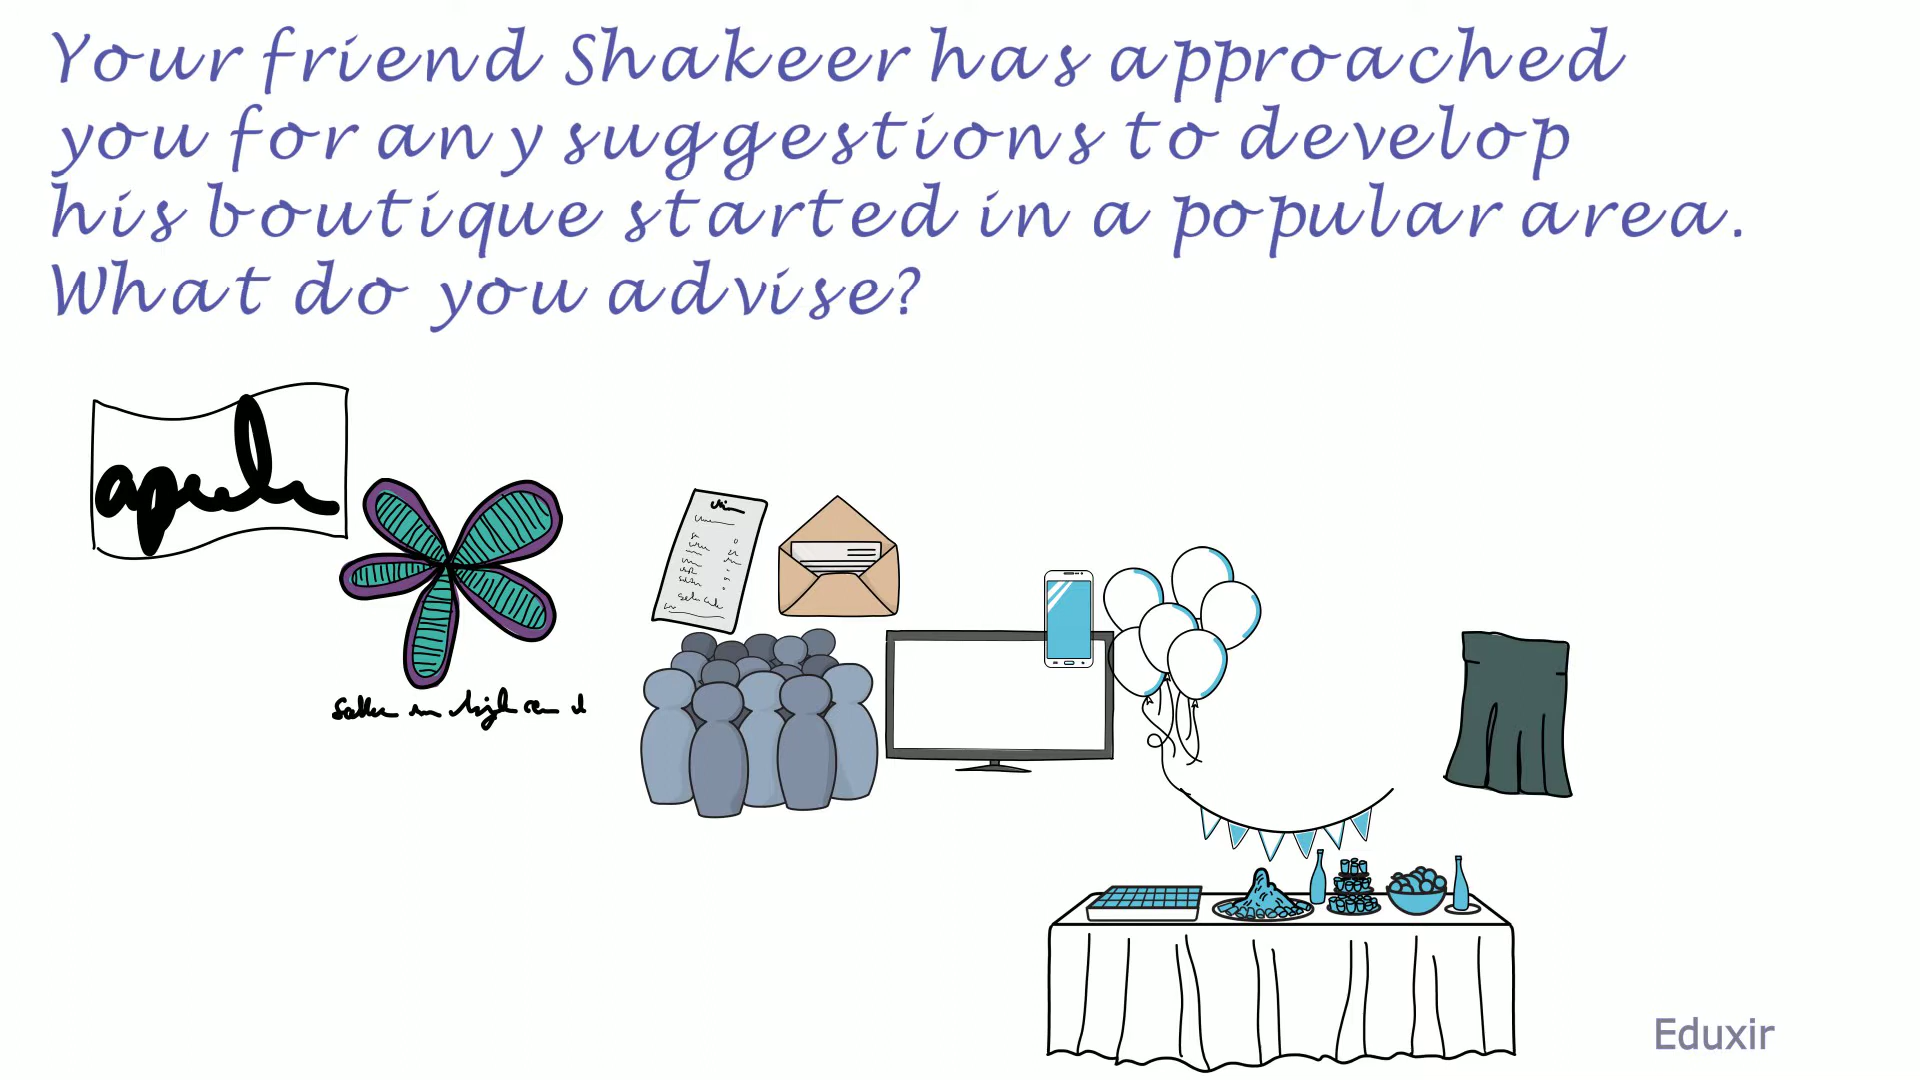 Your friend Shakeer has approached
you for any suggestions to develop
his boutique started in a popular area.
What do you advise?
Eduxir